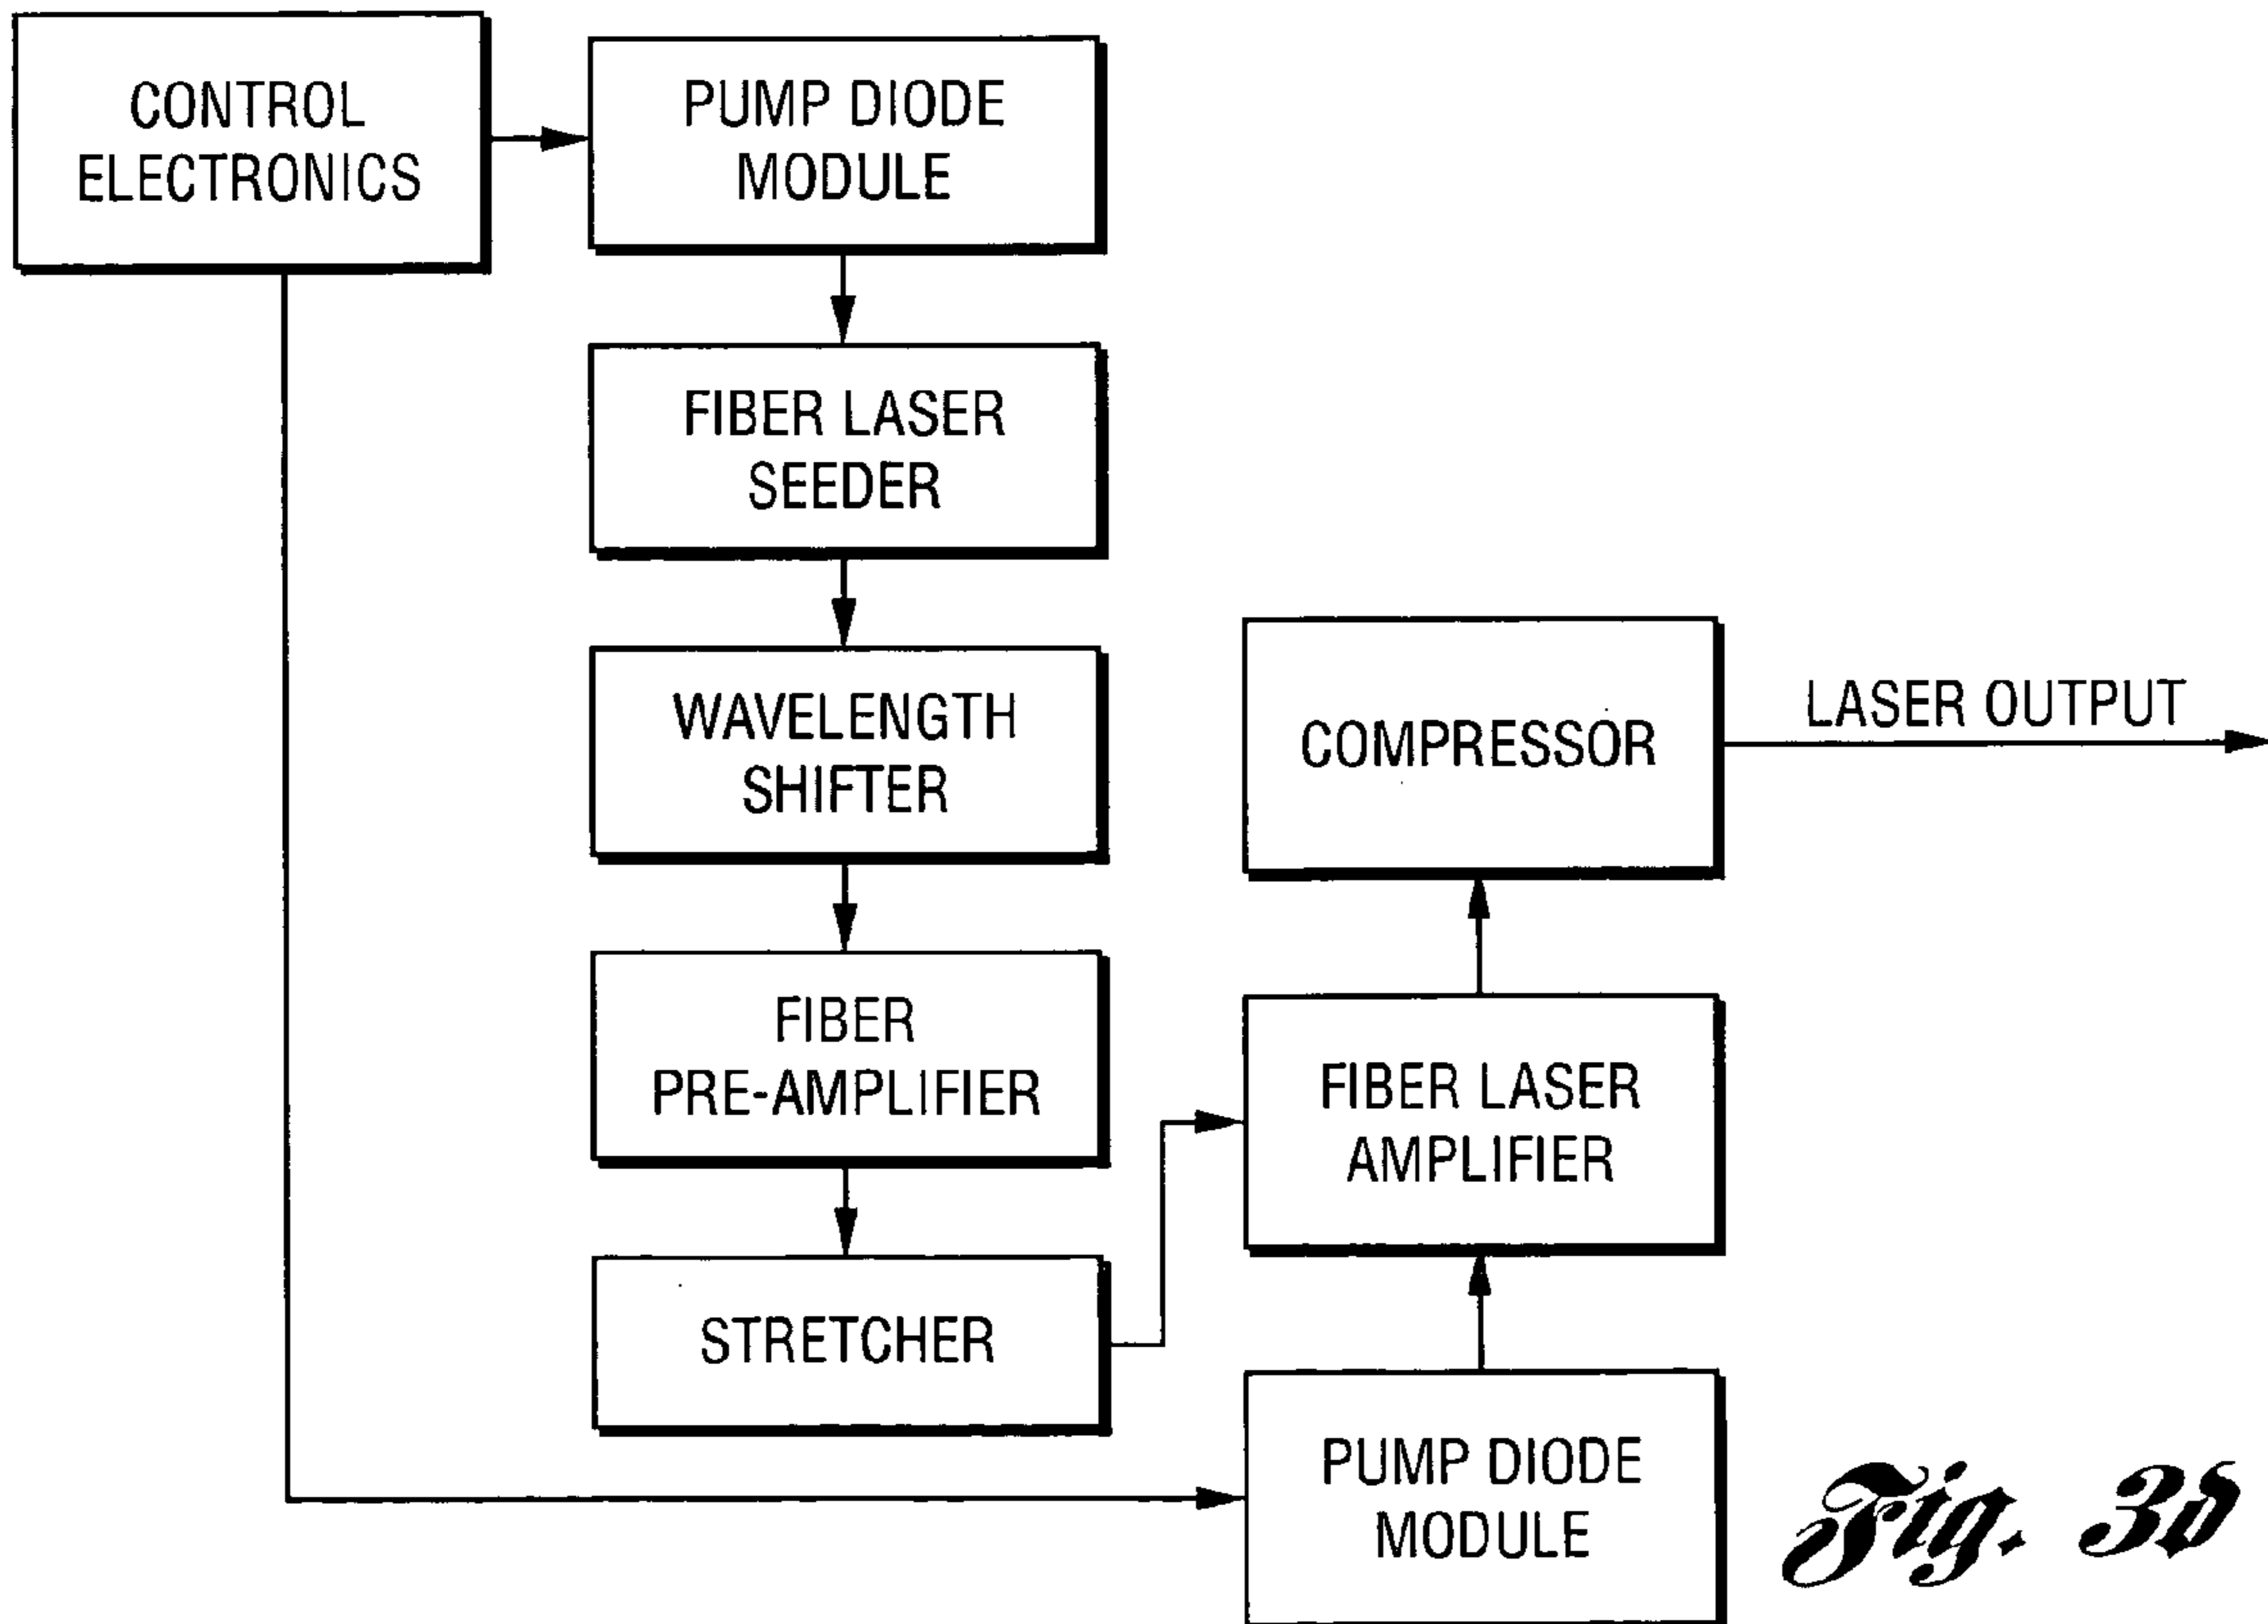 CONTROL
ELECTRONICS
PUMP DIODE
MODULE
FIBER LASER
SEEDER
WAVELENGTH
SHIFTER
FIBER
PRE-AMPLIFIER
STRETCHER
COMPRESSOR
LASER OUTPUT
FIBER LASER
AMPLIFIER
PUMP DIODE
MODULE
Fig. 3b